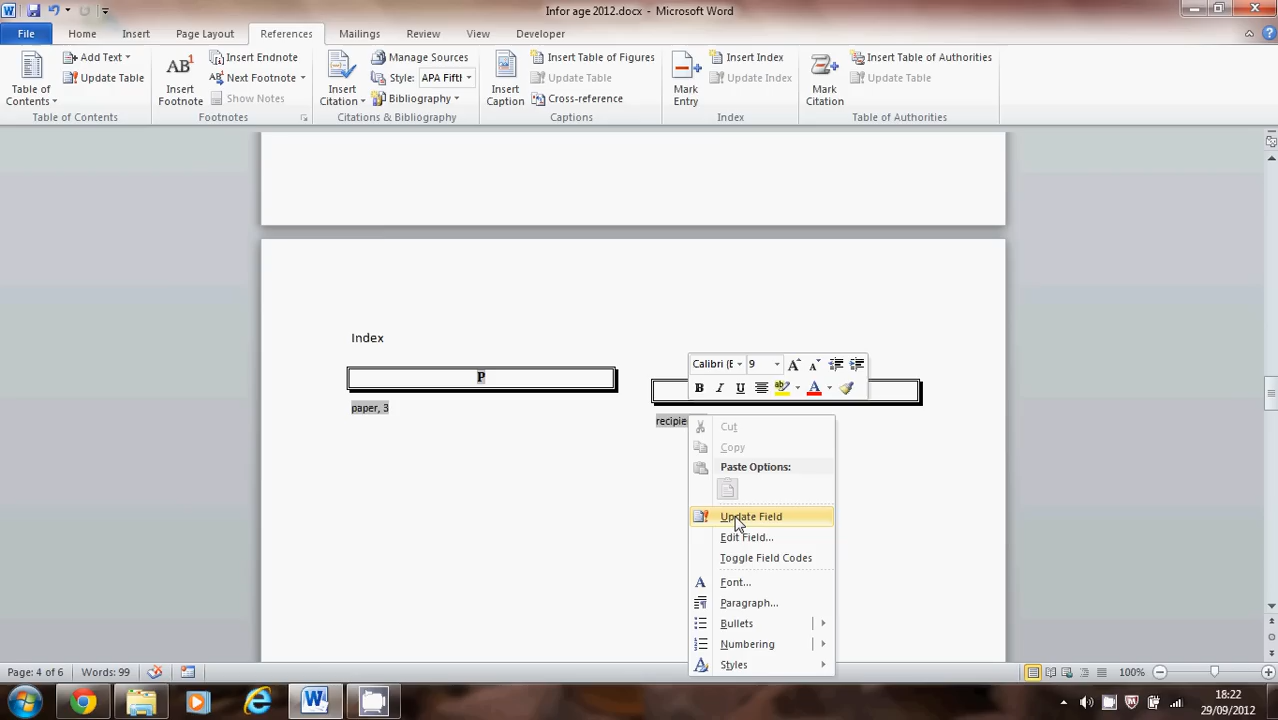 Infor age 2012.docx - Microsoft Word
File Home Insert Page Layout References Mailings Review View Developer
Table of Contents
Add Text
Update Table
Table of Contents
AB¹
Insert Footnote
Insert Endnote
Next Footnote
Show Notes
Footnotes
Insert Citation
Manage Sources
Style: APA Fifth
Bibliography
Citations & Bibliography
Insert Caption
Insert Table of Figures
Update Table
Cross-reference
Captions
Mark Entry
Insert Index
Update Index
Index
Mark Citation
Insert Table of Authorities
Update Table
Table of Authorities
Index
P
paper, 3
recipie
Calibri (E 9
B I U
Cut
Copy
Paste Options:
Update Field
Edit Field...
Toggle Field Codes
Font...
Paragraph...
Bullets
Numbering
Styles
Page: 4 of 6 Words: 99
100%
18:22
29/09/2012